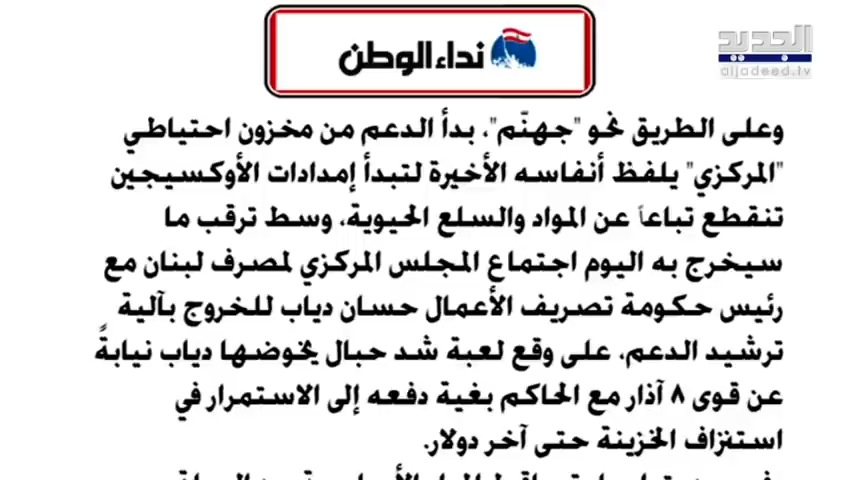 نداء الوطن
الجديد
aljadeed.tv
وعلى الطريق نحو "جهنّم"، بدأ الدعم من مخزون احتياطي
"المركزي" يلفظ أنفاسه الأخيرة لتبدأ إمدادات الأوكسيجين
تنقطع تباعاً عن المواد والسلع الحيوية، وسط ترقب ما
سيخرج به اليوم اجتماع المجلس المركزي لمصرف لبنان مع
رئيس حكومة تصريف الأعمال حسان دياب للخروج بآلية
ترشيد الدعم، على وقع لعبة شد حبال يخوضها دياب نيابةً
عن قوى ٨ آذار مع الحاكم بغية دفعه إلى الاستمرار في
استنزاف الخزينة حتى آخر دولار.